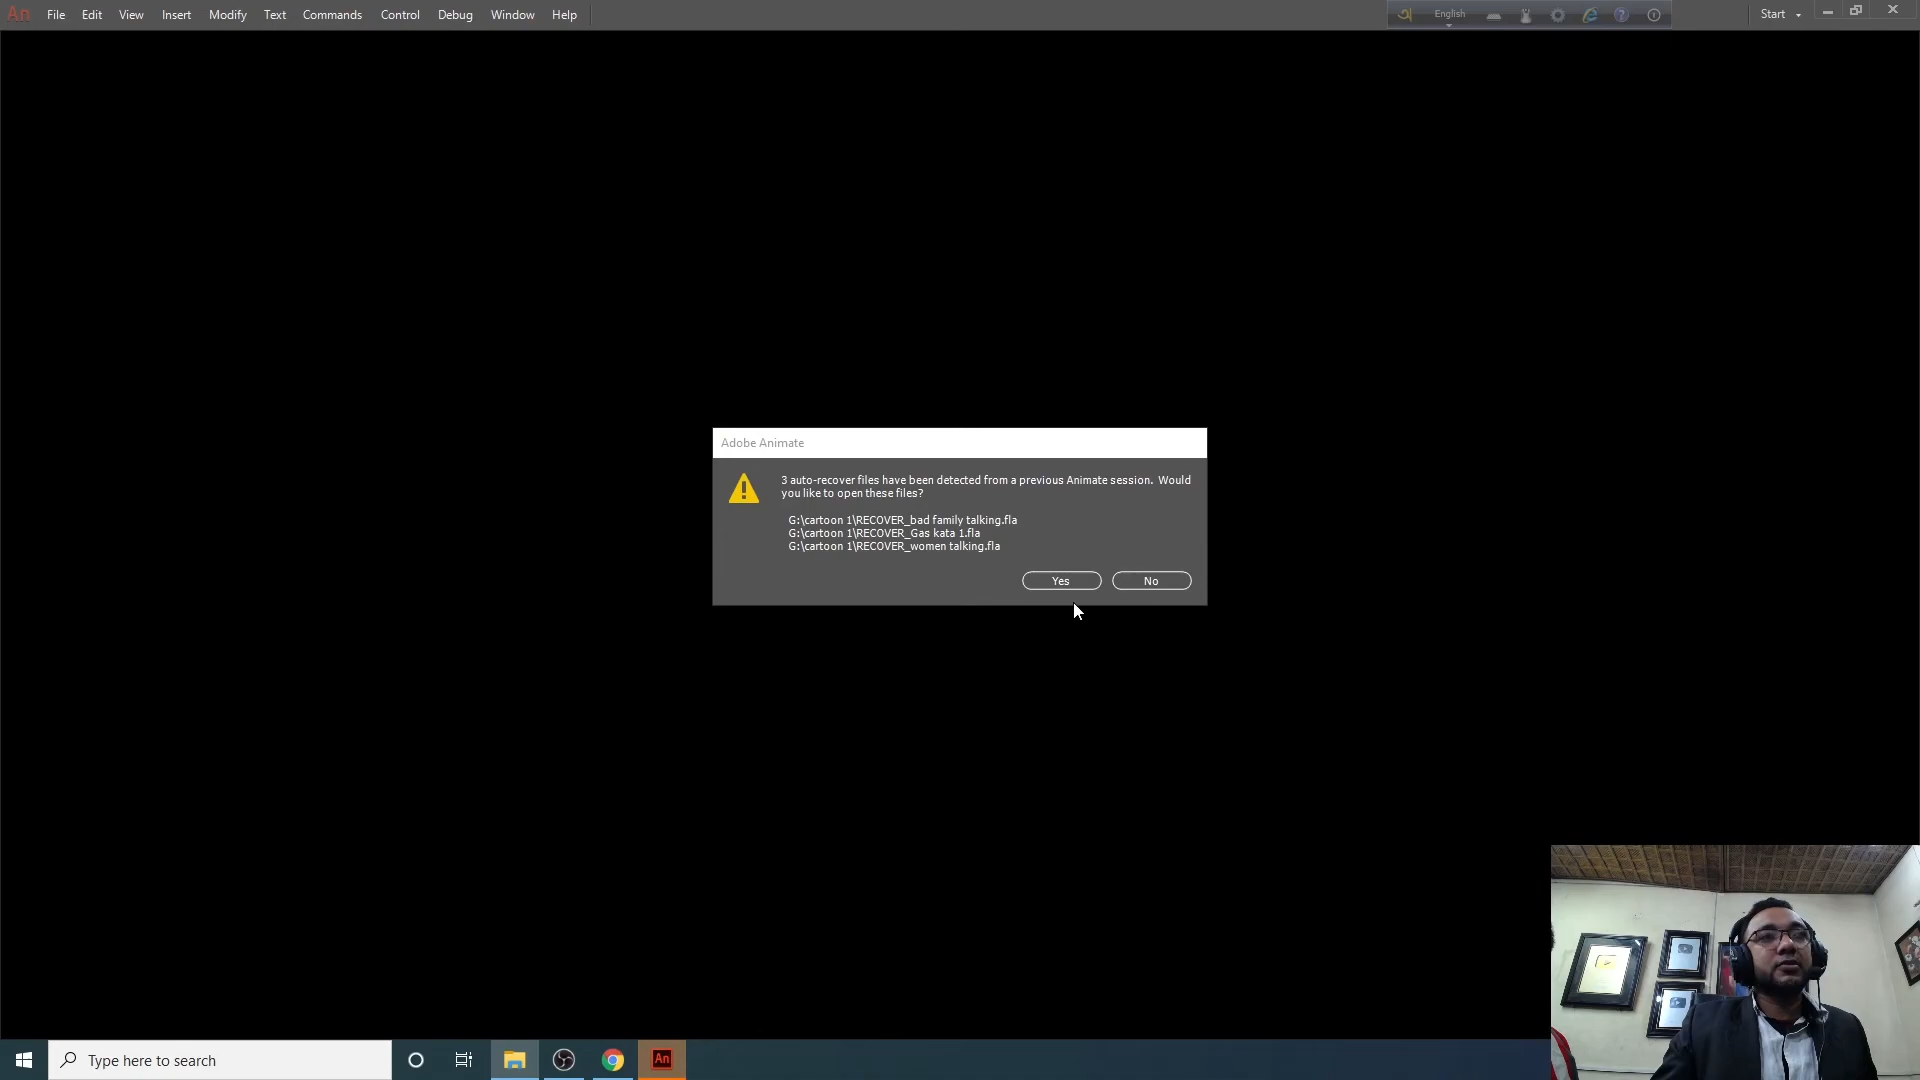 An File Edit View Insert Modify Text Commands Control Debug Window Help
English
Start
Adobe Animate
3 auto-recover files have been detected from a previous Animate session. Would
you like to open these files?
G:\cartoon 1\RECOVER_bad family talking.fla
G:\cartoon 1\RECOVER_Gas kata 1.fla
G:\cartoon 1\RECOVER_women talking.fla
Yes No
Type here to search
An